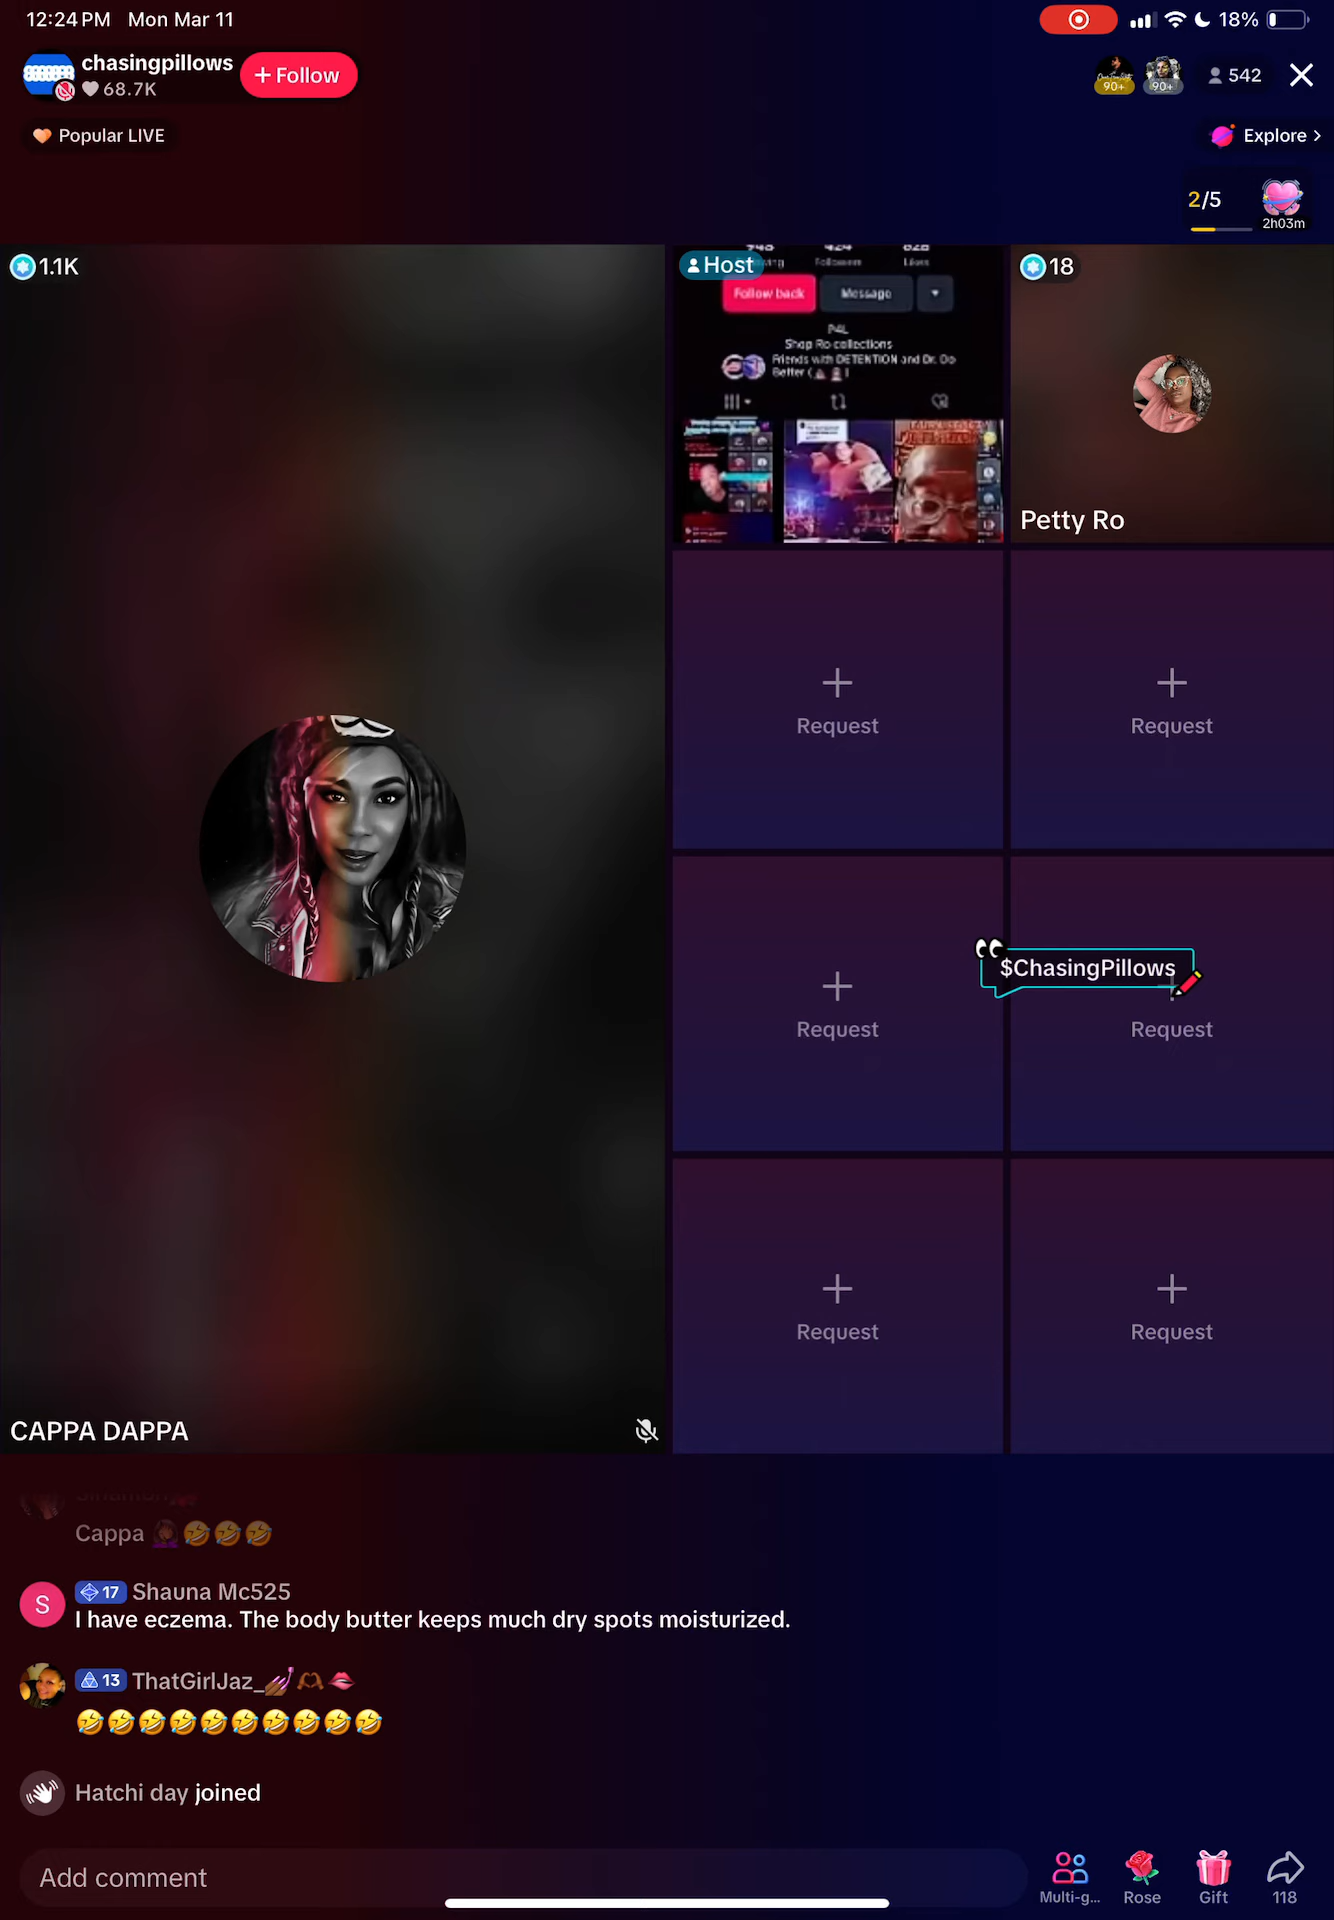 12:24 PM Mon Mar 11
18%
chasingpillows
68.7K
+ Follow
90+
90+
542
Popular LIVE
Explore >
2/5
2h03m
1.1K
Host
Follow back
Message
P4L
Shop Ro collections
Friends with DETENTION and Dr. Do
Better
18
Petty Ro
Request
Request
$ChasingPillows
Request
Request
Request
Request
CAPPA DAPPA
Cappa 🤣🤣🤣
S
17 Shauna Mc525
I have eczema. The body butter keeps much dry spots moisturized.
13 ThatGirlJaz_💅🏾🫶🏾💋
🤣🤣🤣🤣🤣🤣🤣🤣🤣🤣
Hatchi day joined
Add comment
Multi-g...
Rose
Gift
118